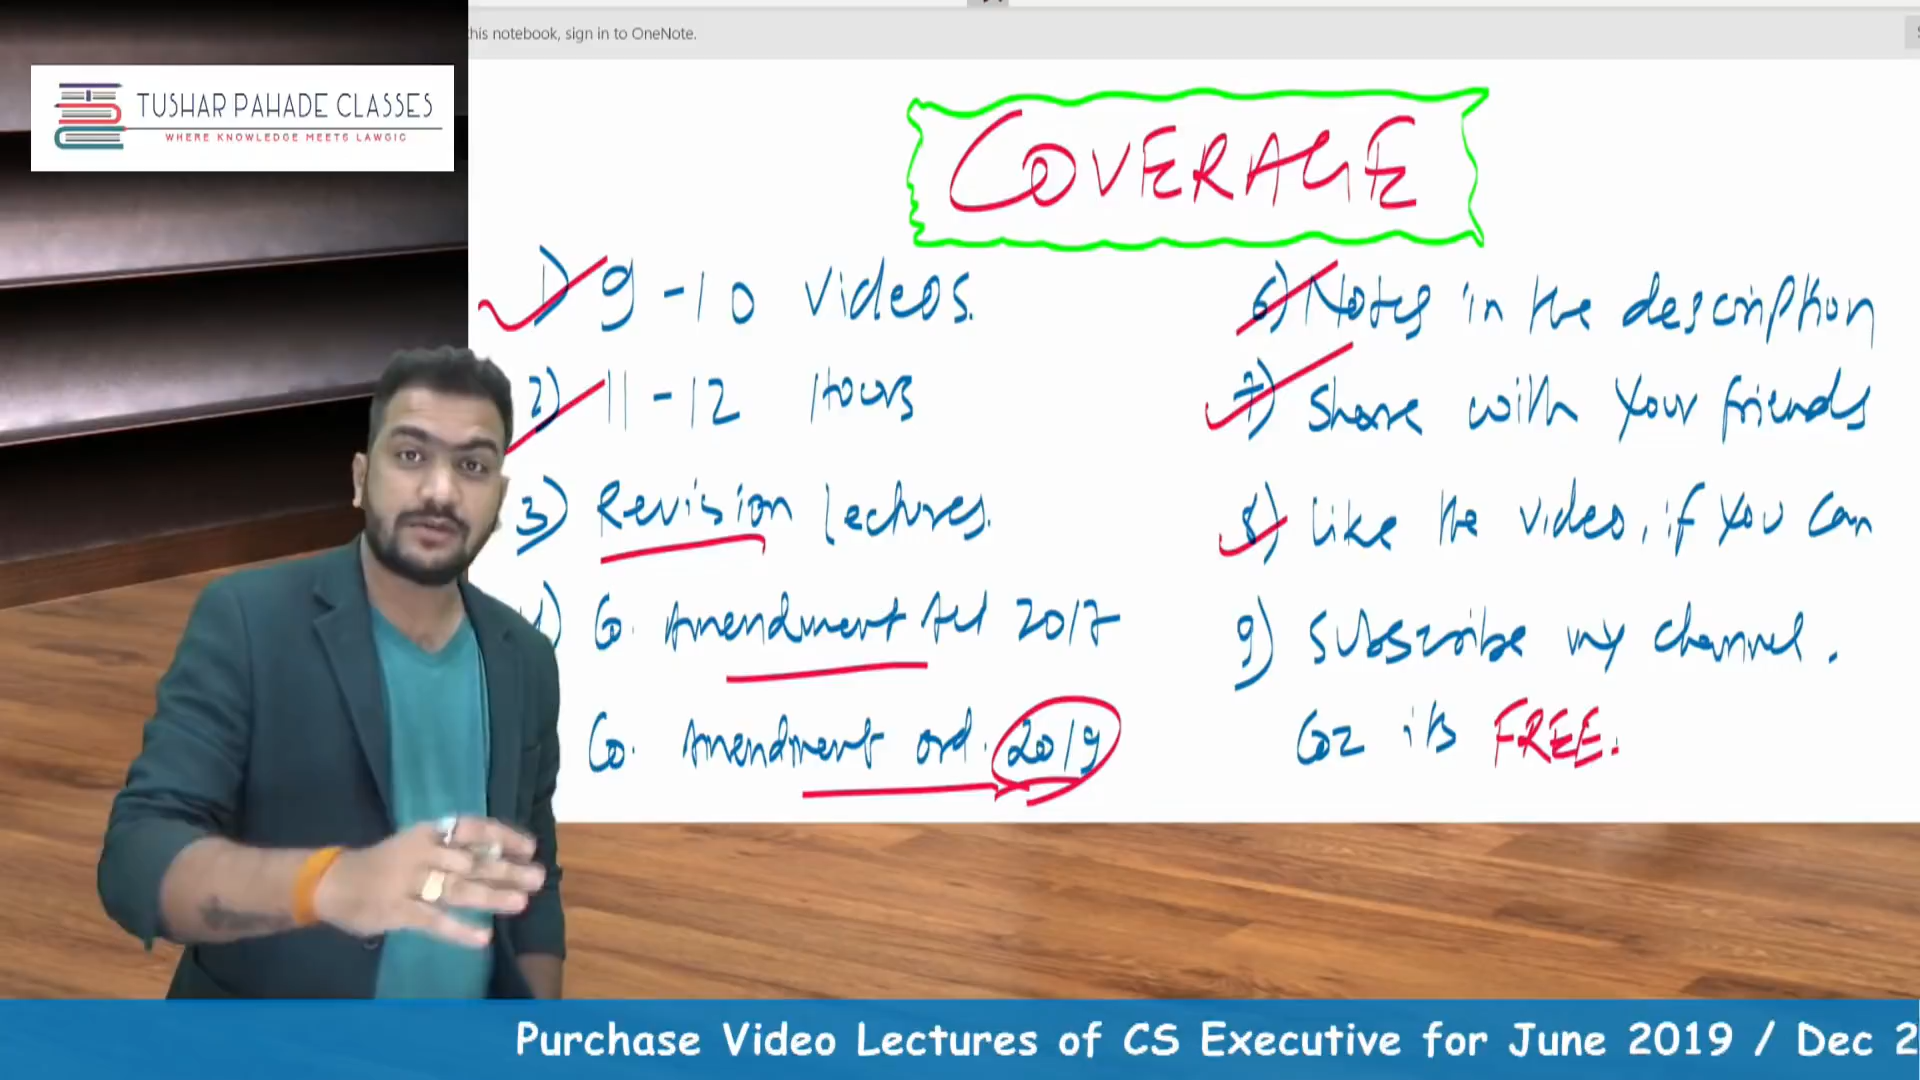 this notebook, sign in to OneNote.
TUSHAR PAHADE CLASSES
WHERE KNOWLEDGE MEETS LAWGIC
COVERAGE
1) 9-10 videos.
2) 11-12 Hours
3) Revision lectures.
4) Co. Amendment Act 2017
Co. Amendment ord. 2019
6) Notes in the description
7) Share with your friends
8) Like the video, if you can
9) Subscribe my channel.
Coz its FREE.
Purchase Video Lectures of CS Executive for June 2019 / Dec 2